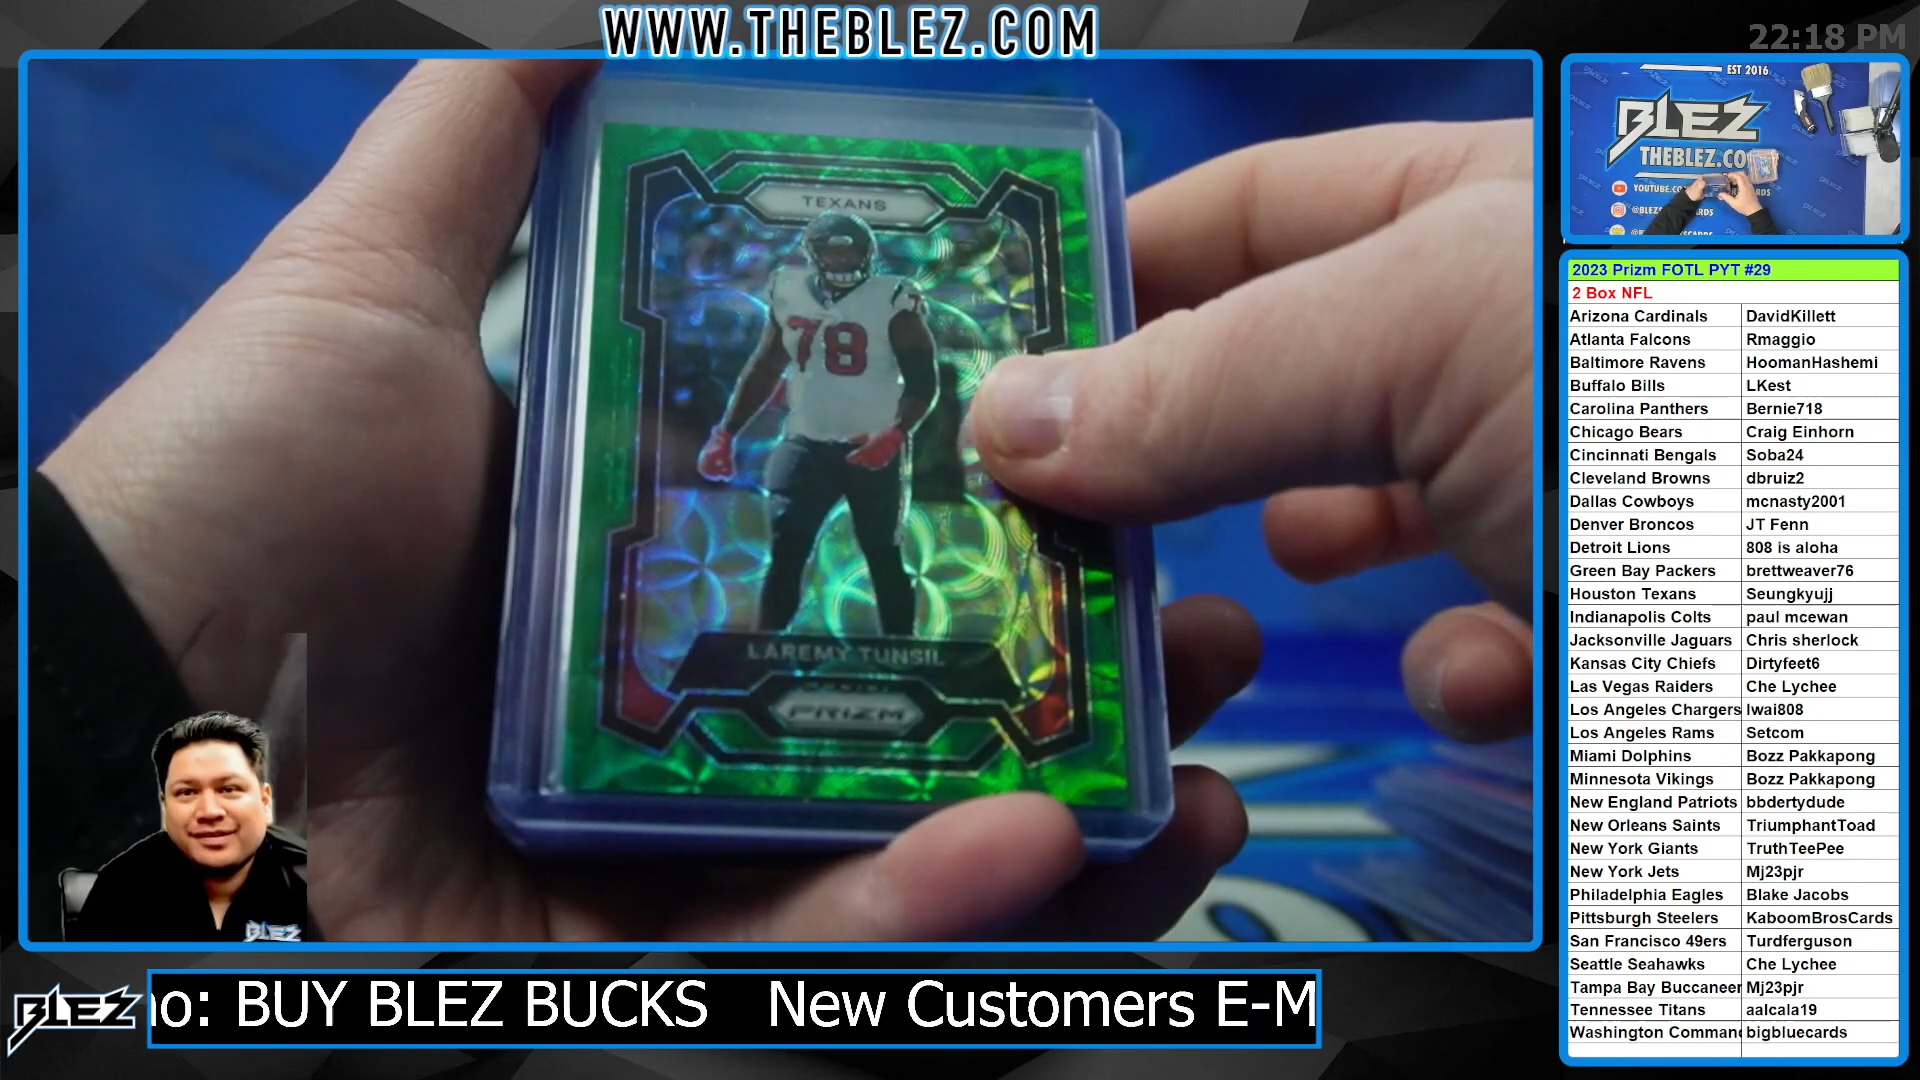 WWW.THEBLEZ.COM
22:18 PM
TEXANS
78
LAREMY TUNSIL
PANINI
PRIZM
EST 2016
BLEZ
THEBLEZ.CO
YOUTUBE.CO
2023 Prizm FOTL PYT #29
2 Box NFL
Arizona Cardinals DavidKillett
Atlanta Falcons Rmaggio
Baltimore Ravens HoomanHashemi
Buffalo Bills LKest
Carolina Panthers Bernie718
Chicago Bears Craig Einhorn
Cincinnati Bengals Soba24
Cleveland Browns dbruiz2
Dallas Cowboys mcnasty2001
Denver Broncos JT Fenn
Detroit Lions 808 is aloha
Green Bay Packers brettweaver76
Houston Texans Seungkyujj
Indianapolis Colts paul mcewan
Jacksonville Jaguars Chris sherlock
Kansas City Chiefs Dirtyfeet6
Las Vegas Raiders Che Lychee
Los Angeles Chargers Iwai808
Los Angeles Rams Setcom
Miami Dolphins Bozz Pakkapong
Minnesota Vikings Bozz Pakkapong
New England Patriots bbdertydude
New Orleans Saints TriumphantToad
New York Giants TruthTeePee
New York Jets Mj23pjr
Philadelphia Eagles Blake Jacobs
Pittsburgh Steelers KaboomBrosCards
San Francisco 49ers Turdferguson
Seattle Seahawks Che Lychee
Tampa Bay Buccaneer Mj23pjr
Tennessee Titans aalcala19
Washington Comman bigbluecards
BLEZ
BLEZ
no: BUY BLEZ BUCKS New Customers E-M